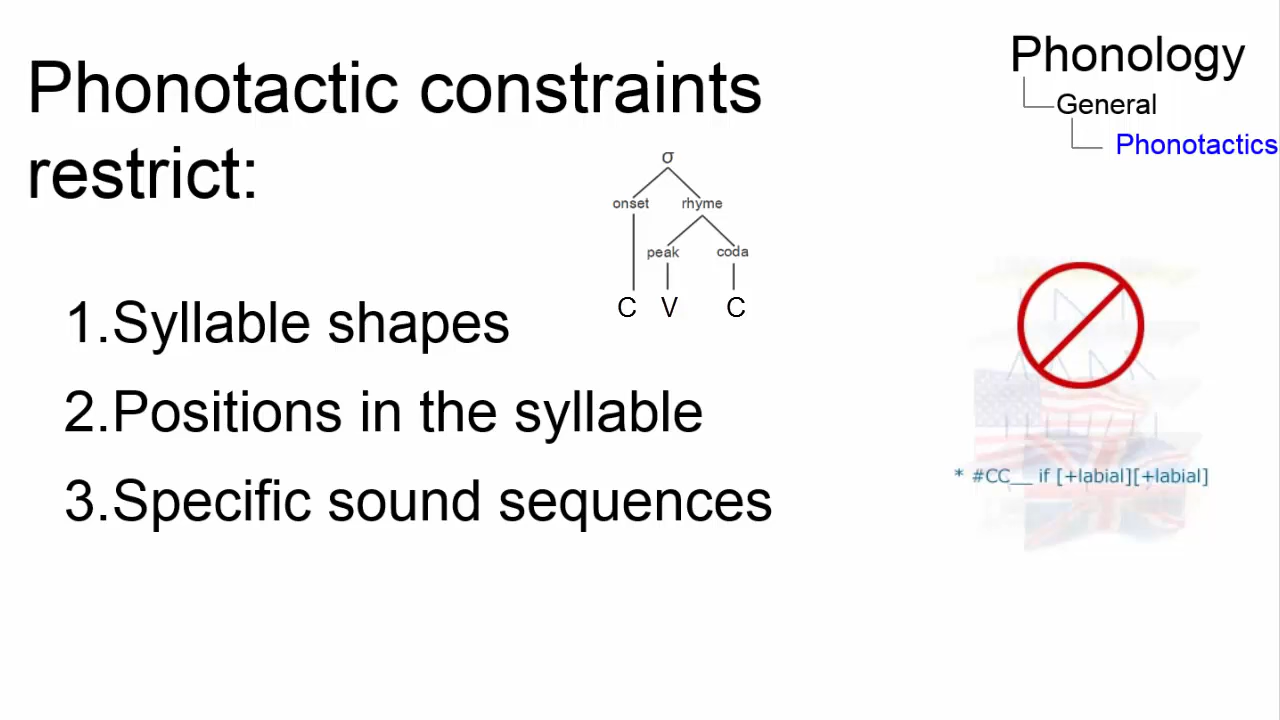 Phonotactic constraints
restrict:
Phonology
General
Phonotactics
σ
onset rhyme
peak coda
C V C
1.Syllable shapes
2.Positions in the syllable
3.Specific sound sequences
* #CC__ if [+labial][+labial]